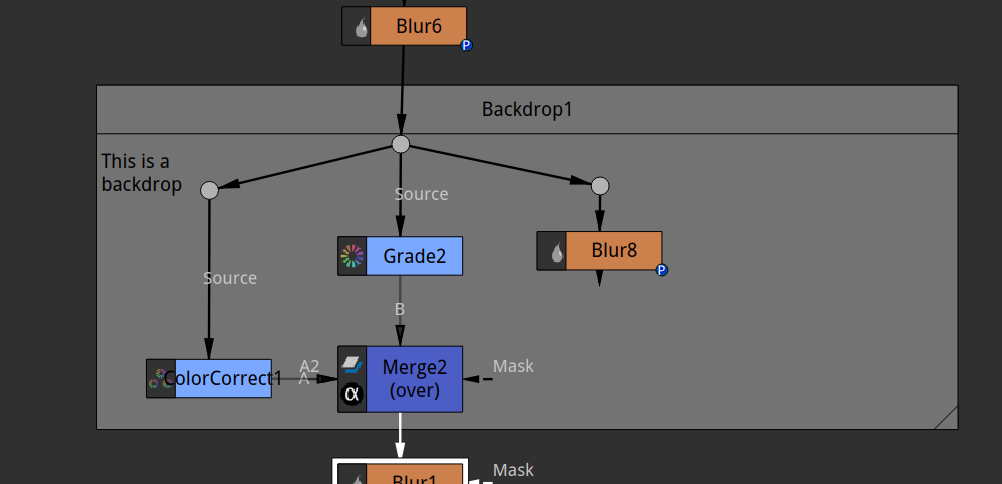 Blur6
P
Backdrop1
This is a
backdrop
Source
Grade2
Blur8
P
Source
B
ColorCorrect1
A2
A
Merge2
(over)
Mask
Blur1
Mask